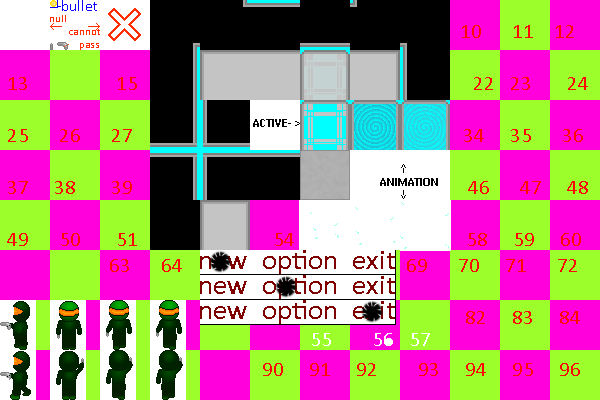 -bullet
null
cannot
pass
10 11 12
13 15 22 23 24
ACTIVE- >
25 26 27 34 35 36
ANIMATION
37 38 39 46 47 48
49 50 51 54 58 59 60
new option exit
63 64 69 70 71 72
new option exit
new option exit
82 83 84
55 56 57
90 91 92 93 94 95 96